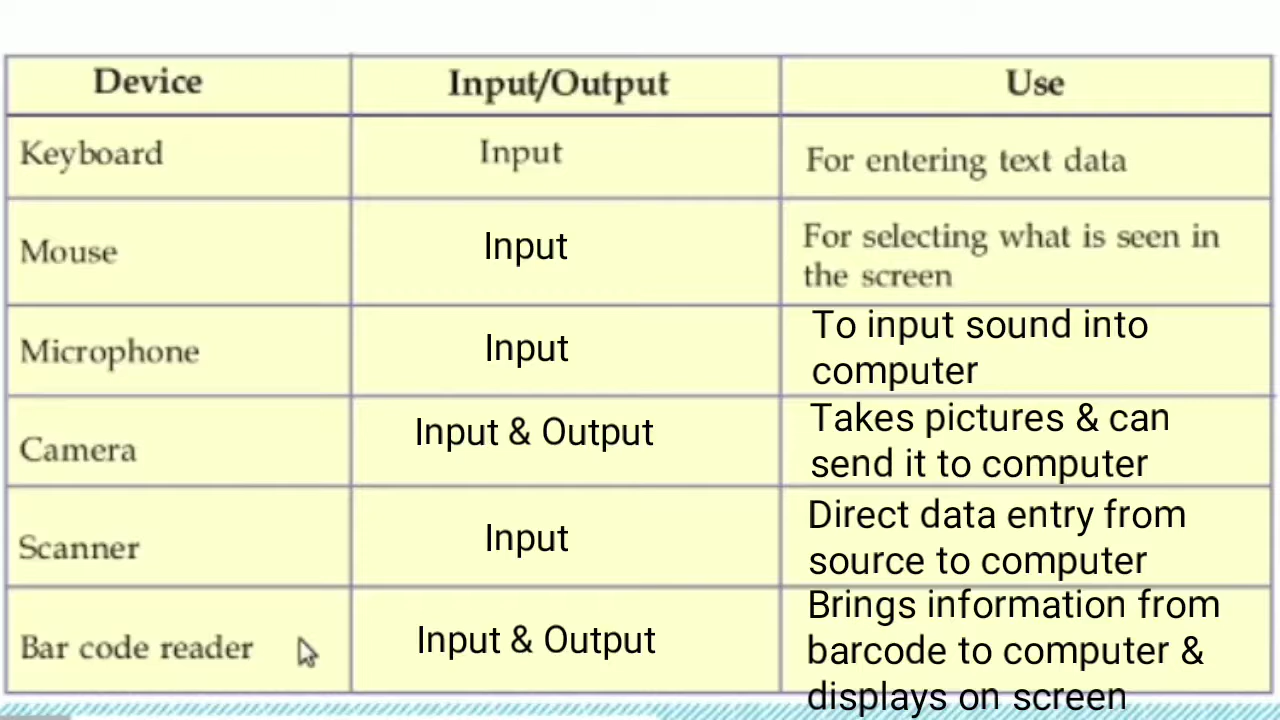 Device Input/Output Use
Keyboard Input For entering text data
Mouse Input For selecting what is seen in
the screen
Microphone Input To input sound into
computer
Camera Input & Output Takes pictures & can
send it to computer
Scanner Input Direct data entry from
source to computer
Bar code reader Input & Output Brings information from
barcode to computer &
displays on screen